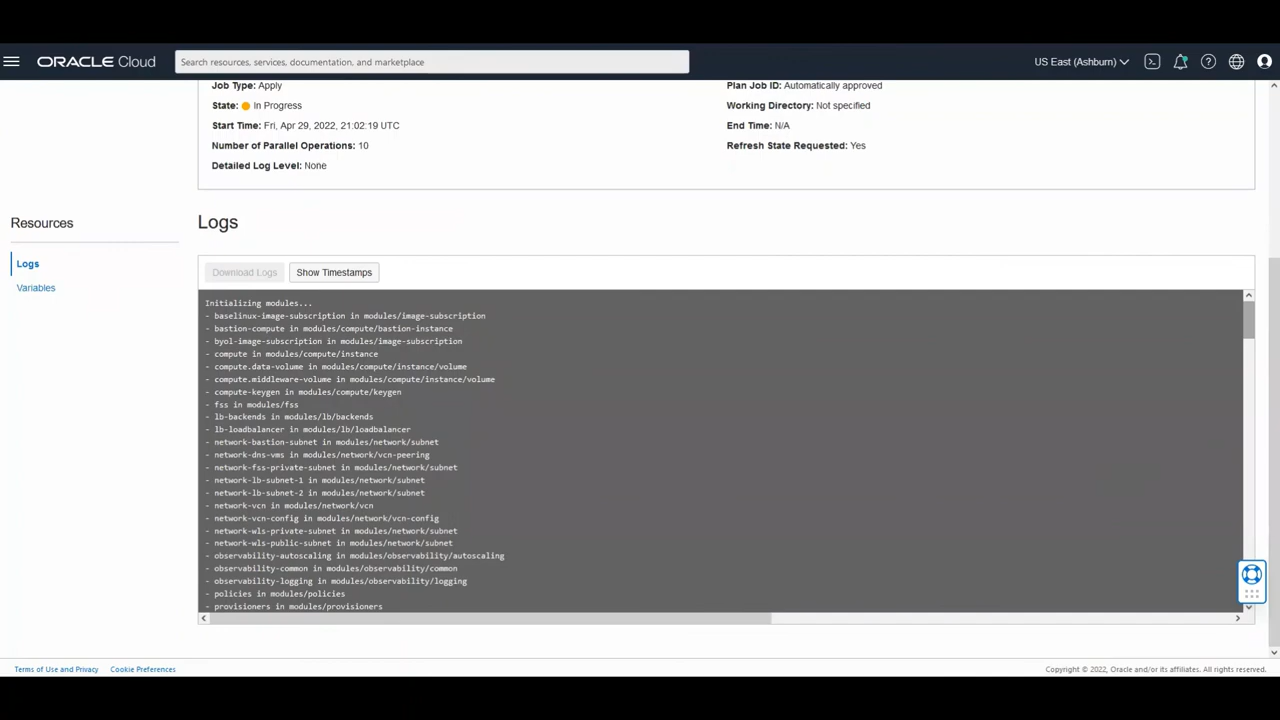 ORACLE Cloud
Search resources, services, documentation, and marketplace
US East (Ashburn)
Job Type: Apply
Plan Job ID: Automatically approved
State: In Progress
Working Directory: Not specified
Start Time: Fri, Apr 29, 2022, 21:02:19 UTC
End Time: N/A
Number of Parallel Operations: 10
Refresh State Requested: Yes
Detailed Log Level: None
Resources
Logs
Variables
Logs
Download Logs
Show Timestamps
Initializing modules...
- baselinux-image-subscription in modules/image-subscription
- bastion-compute in modules/compute/bastion-instance
- byol-image-subscription in modules/image-subscription
- compute in modules/compute/instance
- compute.data-volume in modules/compute/instance/volume
- compute.middleware-volume in modules/compute/instance/volume
- compute-keygen in modules/compute/keygen
- fss in modules/fss
- lb-backends in modules/lb/backends
- lb-loadbalancer in modules/lb/loadbalancer
- network-bastion-subnet in modules/network/subnet
- network-dns-vms in modules/network/vcn-peering
- network-fss-private-subnet in modules/network/subnet
- network-lb-subnet-1 in modules/network/subnet
- network-lb-subnet-2 in modules/network/subnet
- network-vcn in modules/network/vcn
- network-vcn-config in modules/network/vcn-config
- network-wls-private-subnet in modules/network/subnet
- network-wls-public-subnet in modules/network/subnet
- observability-autoscaling in modules/observability/autoscaling
- observability-common in modules/observability/common
- observability-logging in modules/observability/logging
- policies in modules/policies
- provisioners in modules/provisioners
Terms of Use and Privacy
Cookie Preferences
Copyright © 2022, Oracle and/or its affiliates. All rights reserved.